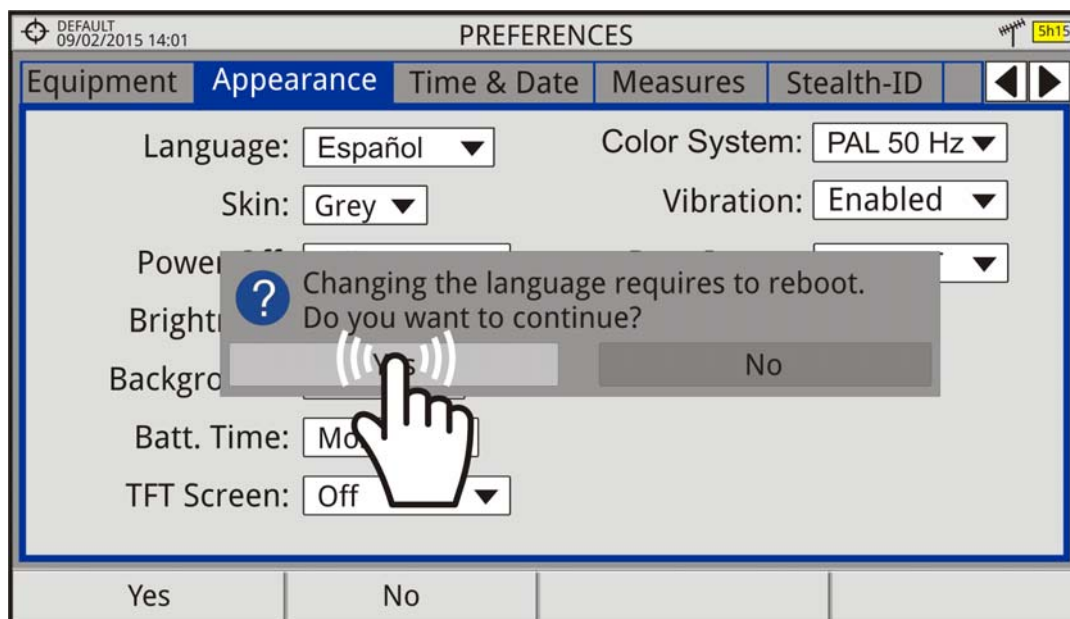 DEFAULT
09/02/2015 14:01
PREFERENCES
5h15
Equipment Appearance Time & Date Measures Stealth-ID
Language: Español Color System: PAL 50 Hz
Skin: Grey Vibration: Enabled
Changing the language requires to reboot.
Do you want to continue?
Yes No
Batt. Time:
TFT Screen: Off
Yes No